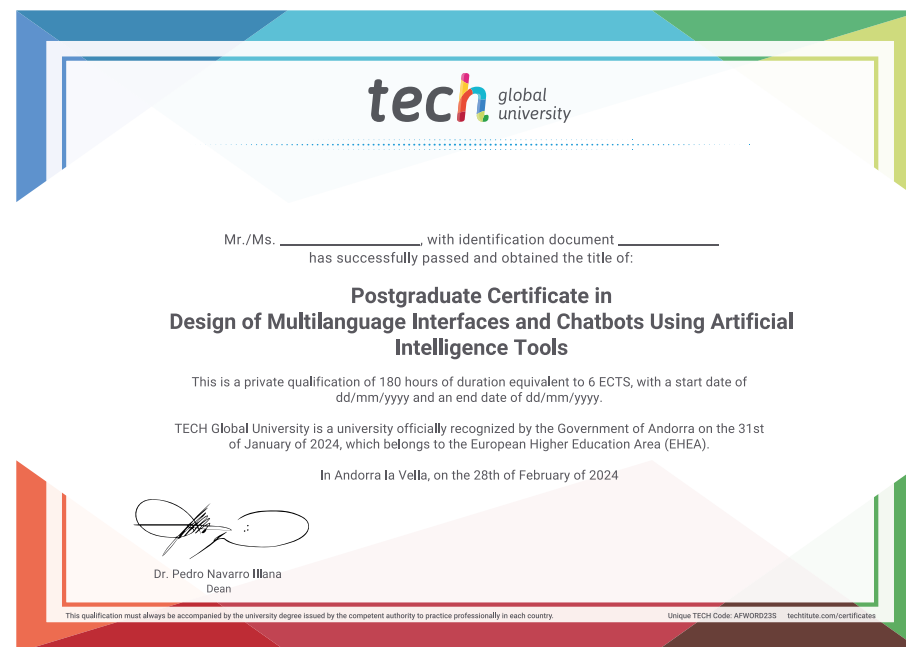 tech global university
Mr./Ms. ____________________, with identification document ______________
has successfully passed and obtained the title of:
Postgraduate Certificate in
Design of Multilanguage Interfaces and Chatbots Using Artificial
Intelligence Tools
This is a private qualification of 180 hours of duration equivalent to 6 ECTS, with a start date of
dd/mm/yyyy and an end date of dd/mm/yyyy.
TECH Global University is a university officially recognized by the Government of Andorra on the 31st
of January of 2024, which belongs to the European Higher Education Area (EHEA).
In Andorra la Vella, on the 28th of February of 2024
Dr. Pedro Navarro Illana
Dean
This qualification must always be accompanied by the university degree issued by the competent authority to practice professionally in each country.
Unique TECH Code: AFWORD23S techtitute.com/certificates